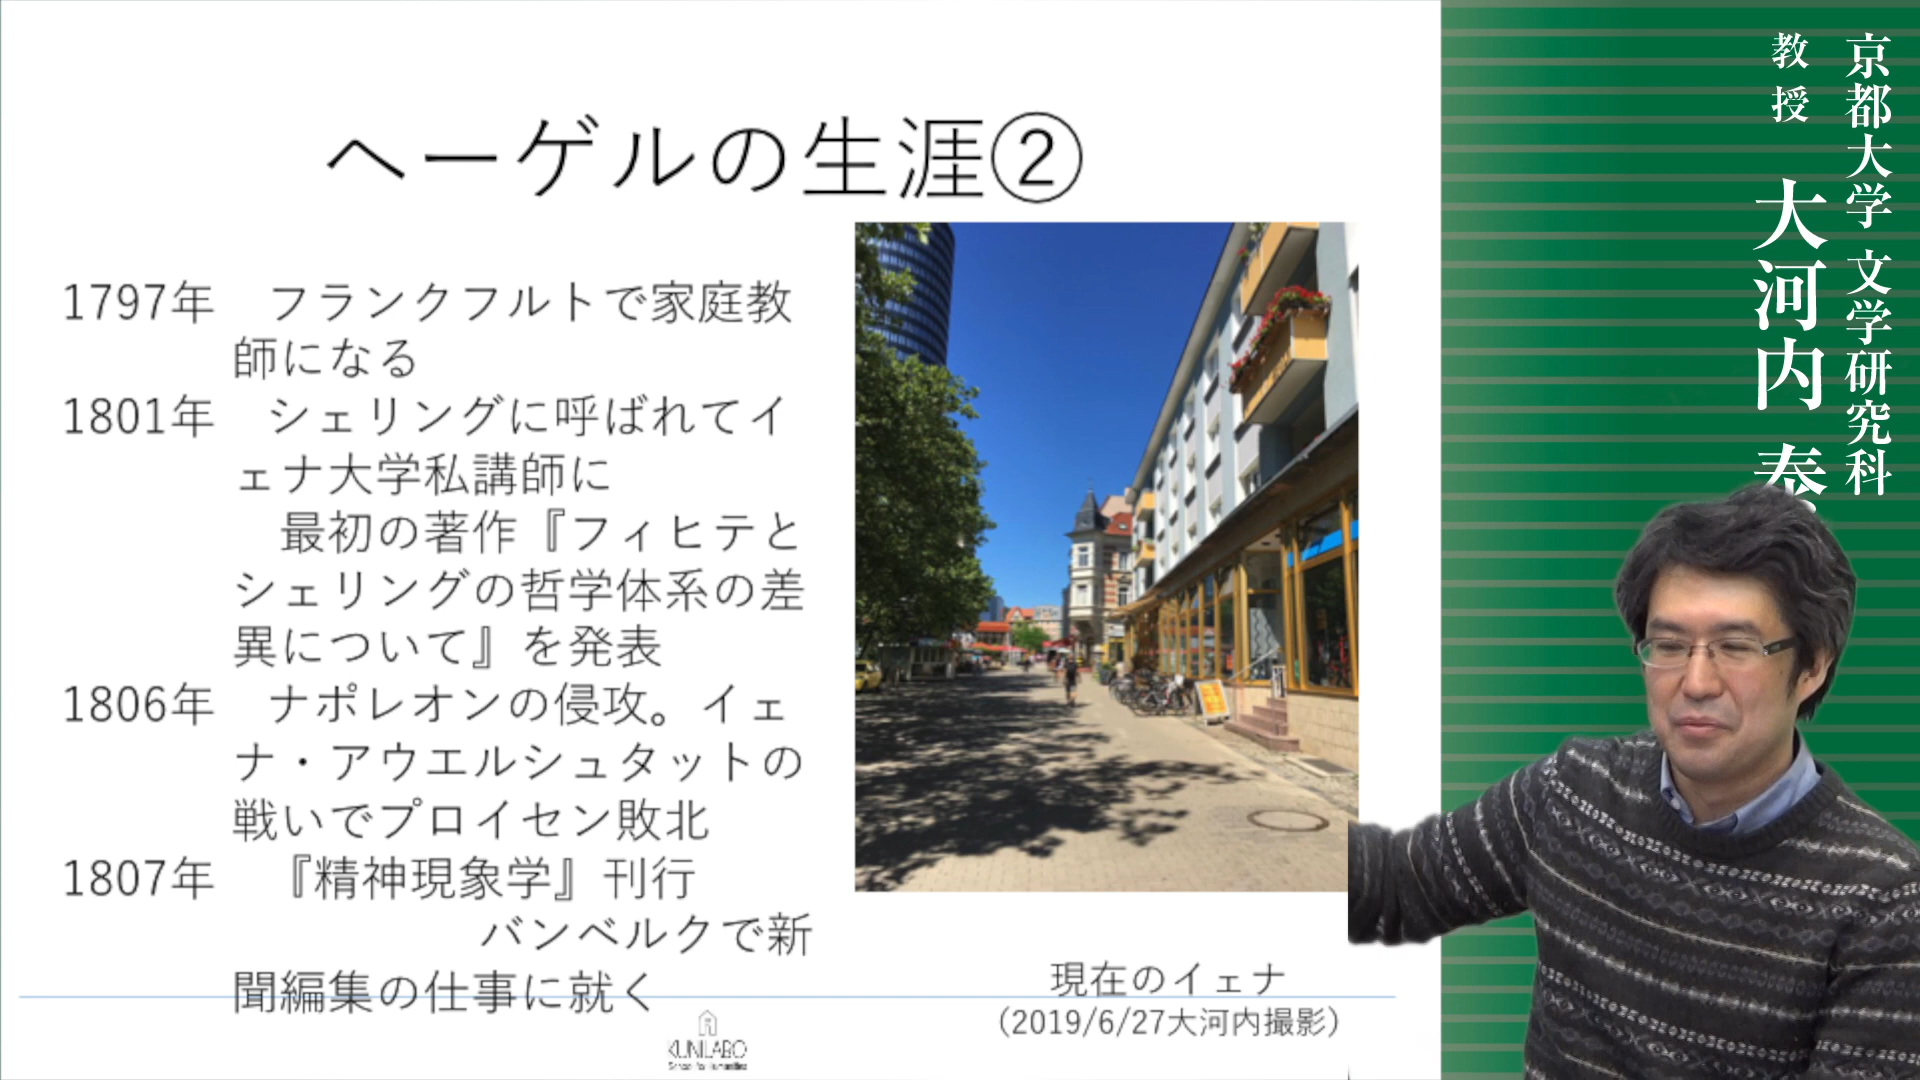 ヘーゲルの生涯②
1797年 フランクフルトで家庭教
師になる
1801年 シェリングに呼ばれてイ
ェナ大学私講師に
最初の著作『フィヒテと
シェリングの哲学体系の差
異について』を発表
1806年 ナポレオンの侵攻。イェ
ナ・アウエルシュタットの
戦いでプロイセン敗北
1807年 『精神現象学』刊行
バンベルクで新
聞編集の仕事に就く
現在のイェナ
（2019/6/27大河内撮影）
KUNILABO
School for Humanities
京都大学 文学研究科
教授 大河内 泰